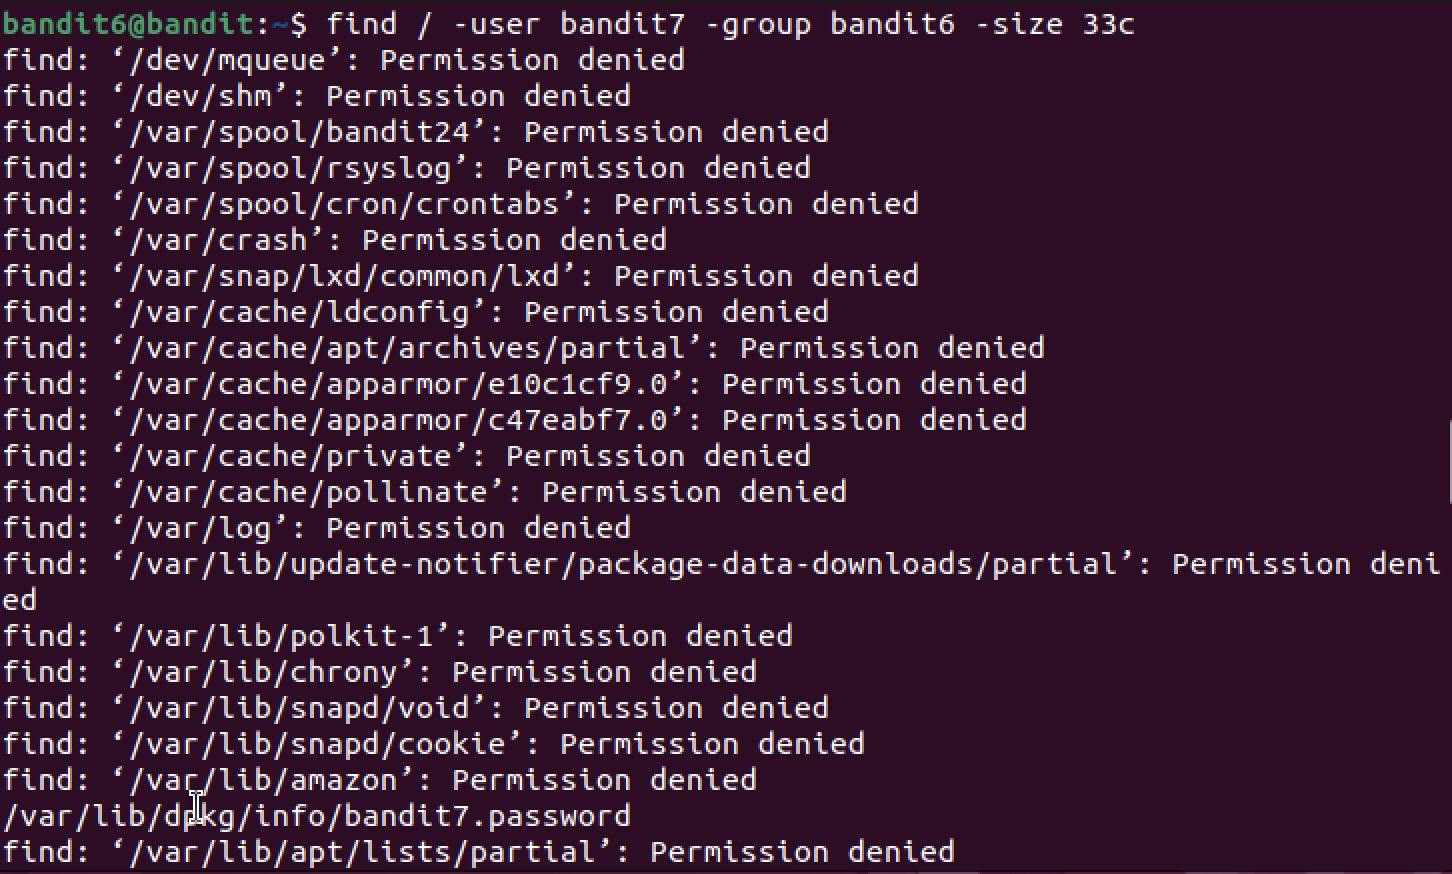 bandit6@bandit:~$ find / -user bandit7 -group bandit6 -size 33c
find: ‘/dev/mqueue’: Permission denied
find: ‘/dev/shm’: Permission denied
find: ‘/var/spool/bandit24’: Permission denied
find: ‘/var/spool/rsyslog’: Permission denied
find: ‘/var/spool/cron/crontabs’: Permission denied
find: ‘/var/crash’: Permission denied
find: ‘/var/snap/lxd/common/lxd’: Permission denied
find: ‘/var/cache/ldconfig’: Permission denied
find: ‘/var/cache/apt/archives/partial’: Permission denied
find: ‘/var/cache/apparmor/e10c1cf9.0’: Permission denied
find: ‘/var/cache/apparmor/c47eabf7.0’: Permission denied
find: ‘/var/cache/private’: Permission denied
find: ‘/var/cache/pollinate’: Permission denied
find: ‘/var/log’: Permission denied
find: ‘/var/lib/update-notifier/package-data-downloads/partial’: Permission deni
ed
find: ‘/var/lib/polkit-1’: Permission denied
find: ‘/var/lib/chrony’: Permission denied
find: ‘/var/lib/snapd/void’: Permission denied
find: ‘/var/lib/snapd/cookie’: Permission denied
find: ‘/var/lib/amazon’: Permission denied
/var/lib/dpkg/info/bandit7.password
find: ‘/var/lib/apt/lists/partial’: Permission denied